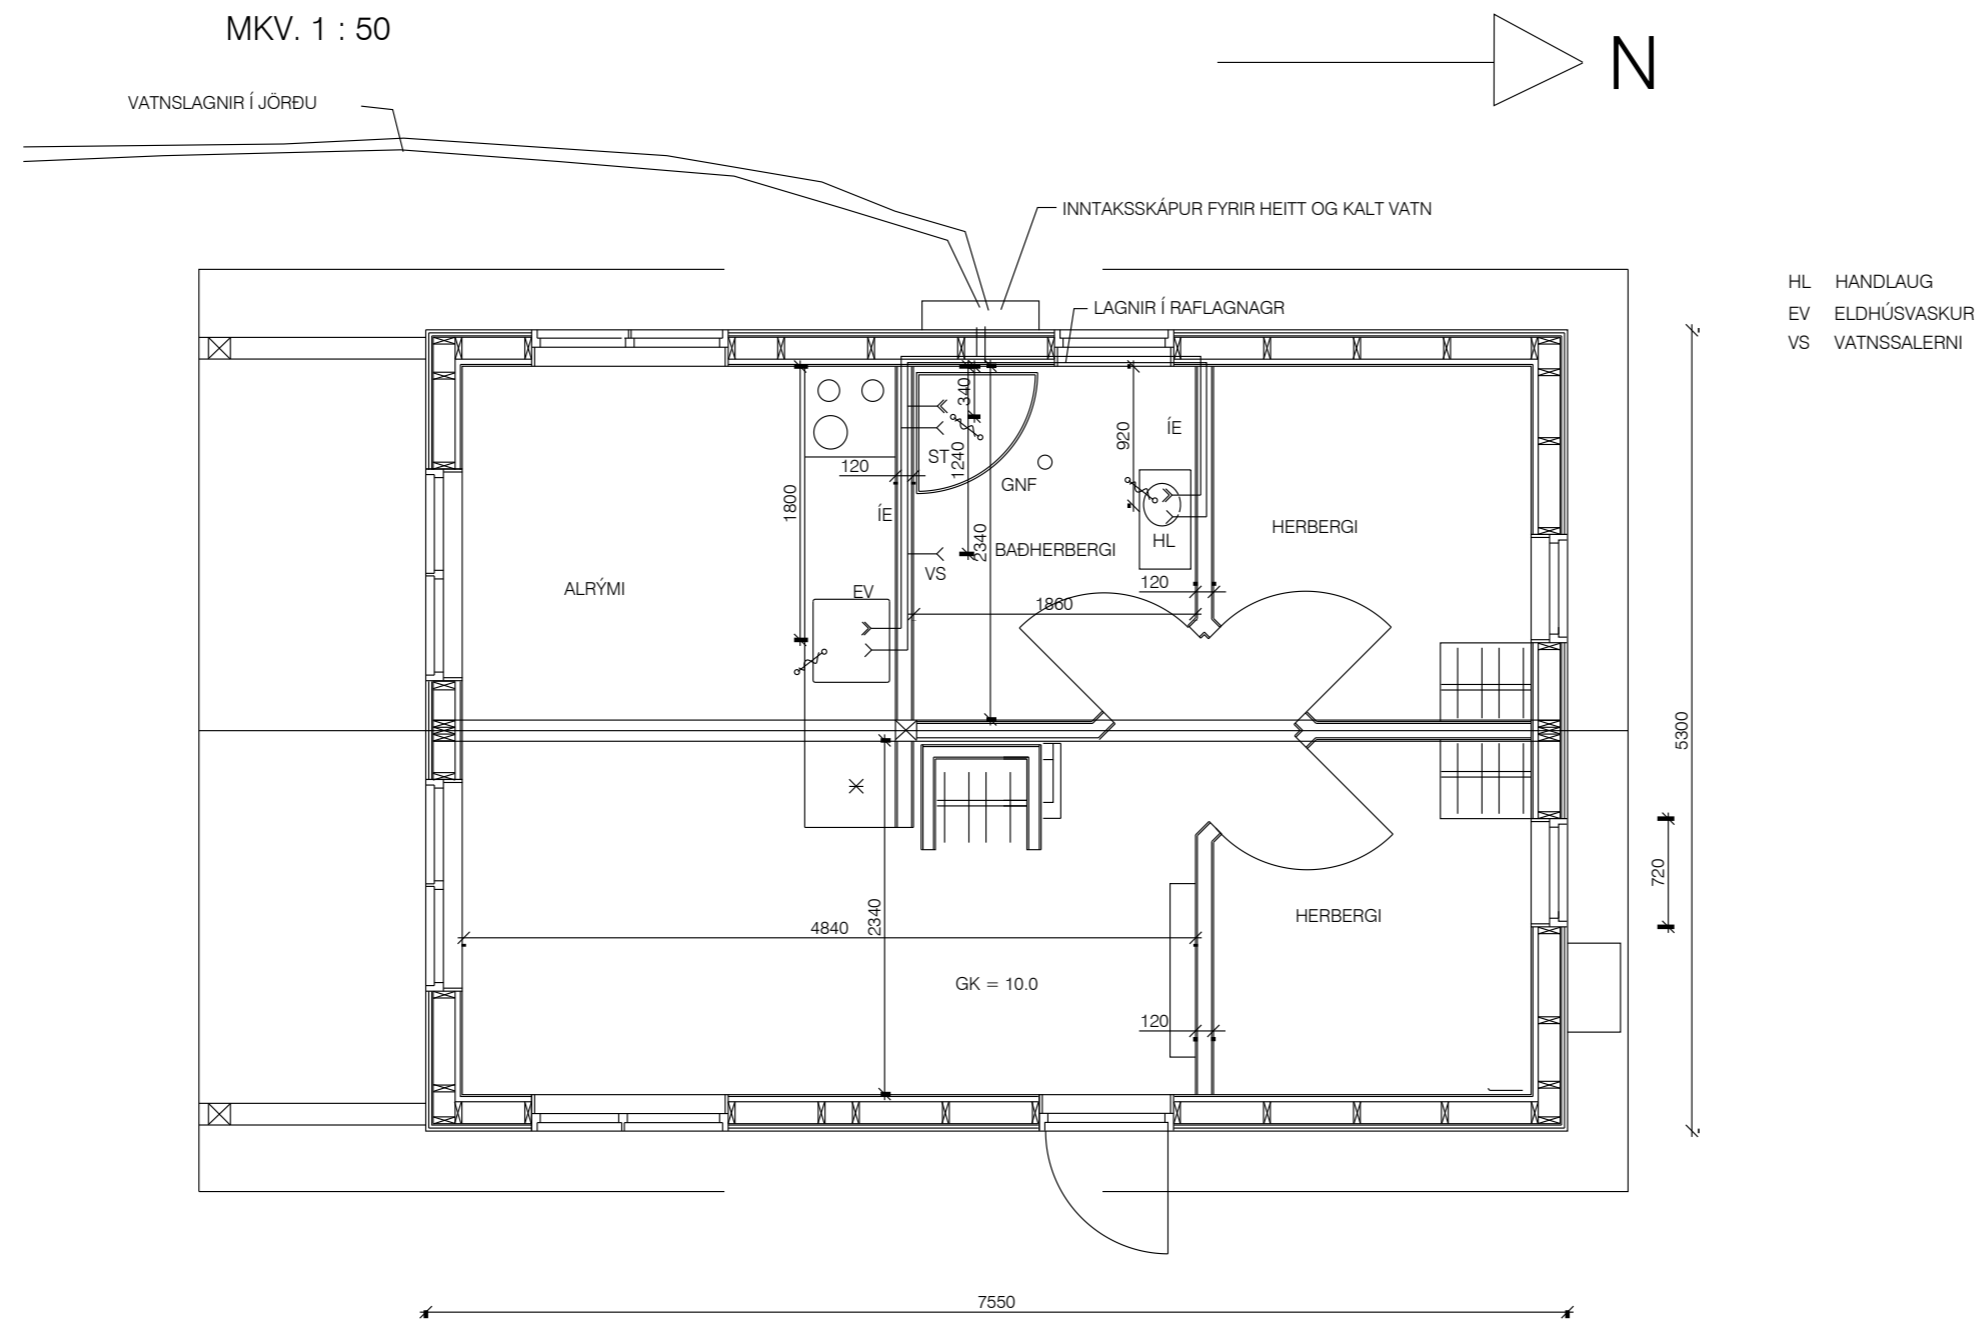 MKV. 1 : 50
N
VATNSLAGNIR Í JÖRÐU
INNTAKSSKÁPUR FYRIR HEITT OG KALT VATN
HL HANDLAUG
EV ELDHÚSVASKUR
VS VATNSSALERNI
LAGNIR Í RAFLAGNAGR
340
920
ÍE
ST
1240
120
GNF
1800
ÍE
HERBERGI
2340
BAÐHERBERGI
HL
VS
120
ALRÝMI
EV
1860
5300
720
HERBERGI
4840
2340
GK = 10.0
120
7550